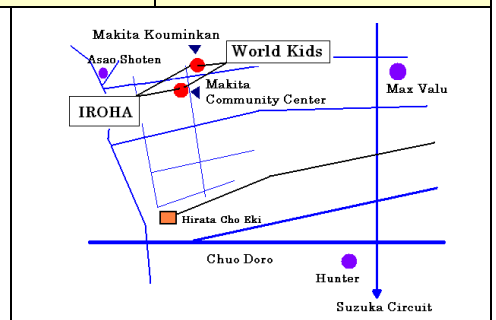 Makita Kouminkan
World Kids
Asao Shoten
Max Valu
Makita
Community Center
IROHA
Hirata Cho Eki
Chuo Doro
Hunter
Suzuka Circuit